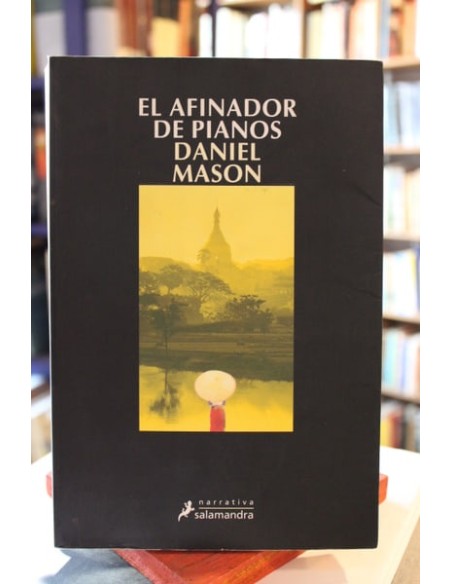 EL AFINADOR
DE PIANOS
DANIEL
MASON
narrativa
salamandra